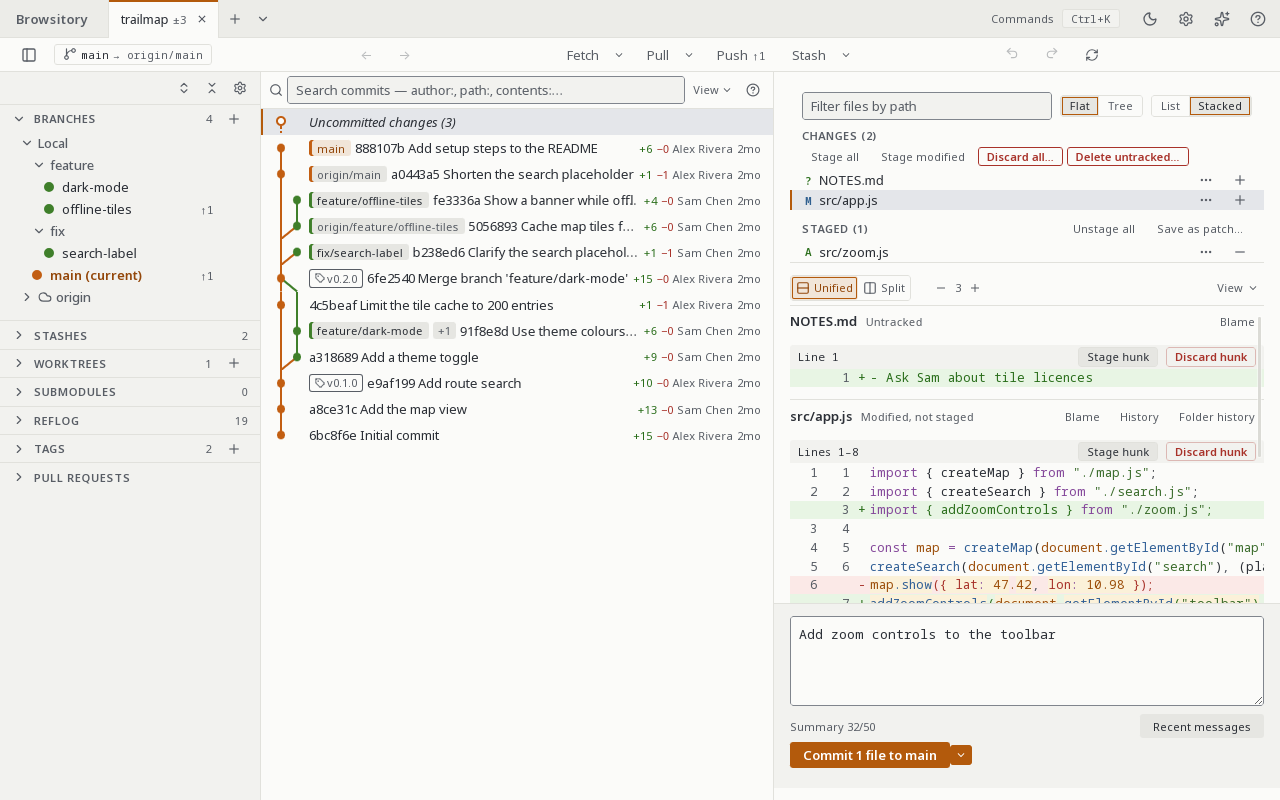 Browsitory trailmap ±3 × Commands Ctrl+K
main → origin/main Fetch Pull Push ↑1 Stash
BRANCHES 4
Local
feature
dark-mode
offline-tiles ↑1
fix
search-label
main (current) ↑1
origin
STASHES 2
WORKTREES 1
SUBMODULES 0
REFLOG 19
TAGS 2
PULL REQUESTS
Search commits — author:, path:, contents:… View
Uncommitted changes (3)
main 888107b Add setup steps to the README +6 −0 Alex Rivera 2mo
origin/main a0443a5 Shorten the search placeholder +1 −1 Alex Rivera 2mo
feature/offline-tiles fe3336a Show a banner while offl. +4 −0 Sam Chen 2mo
origin/feature/offline-tiles 5056893 Cache map tiles f… +6 −0 Sam Chen 2mo
fix/search-label b238ed6 Clarify the search placehol… +1 −1 Sam Chen 2mo
v0.2.0 6fe2540 Merge branch 'feature/dark-mode' +15 −0 Sam Chen 2mo
4c5beaf Limit the tile cache to 200 entries +1 −1 Alex Rivera 2mo
feature/dark-mode +1 91f8e8d Use theme colours… +6 −0 Sam Chen 2mo
a318689 Add a theme toggle +9 −0 Sam Chen 2mo
v0.1.0 e9af199 Add route search +10 −0 Alex Rivera 2mo
a8ce31c Add the map view +13 −0 Sam Chen 2mo
6bc8f6e Initial commit +15 −0 Alex Rivera 2mo
Filter files by path Flat Tree List Stacked
CHANGES (2)
Stage all Stage modified Discard all… Delete untracked…
? NOTES.md ··· +
M src/app.js ··· +
STAGED (1) Unstage all Save as patch…
A src/zoom.js −
Unified Split − 3 + View
NOTES.md Untracked Blame
Line 1 Stage hunk Discard hunk
1 + - Ask Sam about tile licences
src/app.js Modified, not staged Blame History Folder history
Lines 1–8 Stage hunk Discard hunk
1 1 import { createMap } from "./map.js";
2 2 import { createSearch } from "./search.js";
3 + import { addZoomControls } from "./zoom.js";
3 4
4 5 const map = createMap(document.getElementById("map"
5 6 createSearch(document.getElementById("search"), (pla
6 - map.show({ lat: 47.42, lon: 10.98 });
7 + addZoomControls(document.getElementById("toolbar")
Add zoom controls to the toolbar
Summary 32/50 Recent messages
Commit 1 file to main